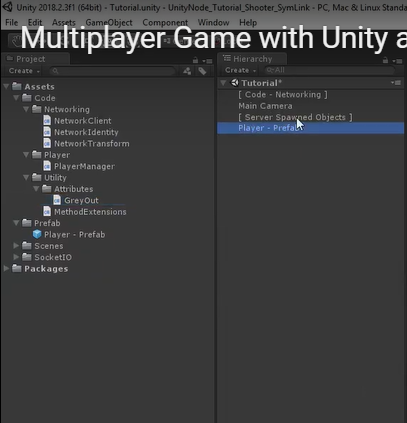 Unity 2018.2.3f1 (64bit) - Tutorial.unity - UnityNode_Tutorial_Shooter_SymLink - PC, Mac & Linux Standa
Multiplayer Game with Unity a
File Edit Assets GameObject Component Window Help
Project
Create
Assets
Code
Networking
NetworkClient
NetworkIdentity
NetworkTransform
Player
PlayerManager
Utility
Attributes
GreyOut
MethodExtensions
Prefab
Player - Prefab
Scenes
SocketIO
Packages
Hierarchy
Create All
Tutorial*
[ Code - Networking ]
Main Camera
[ Server Spawned Objects ]
Player - Prefab